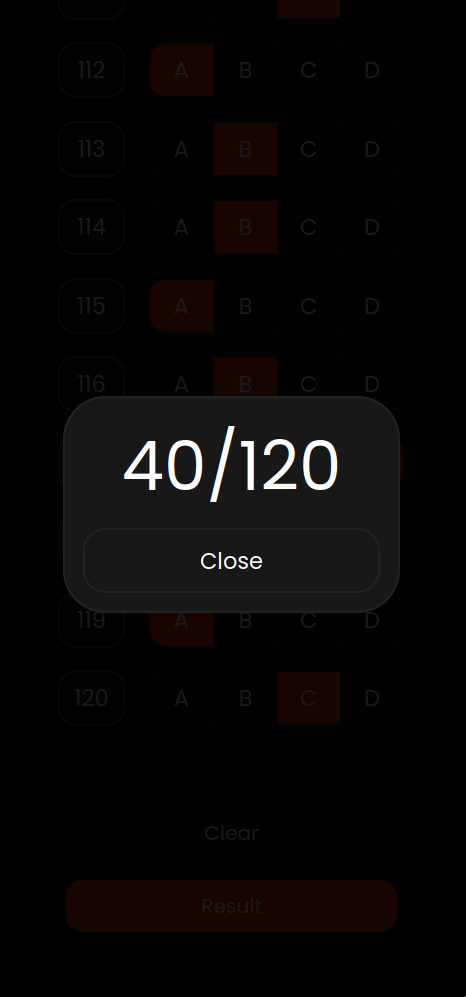 112 A B C D
113 A B C D
114 A B C D
115 A B C D
116 A B C D
40/120
Close
119 A B C D
120 A B C D
Clear
Result